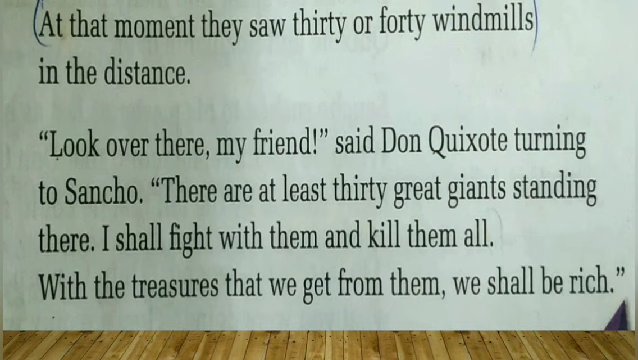 At that moment they saw thirty or forty windmills
in the distance.
“Look over there, my friend!” said Don Quixote turning
to Sancho. “There are at least thirty great giants standing
there. I shall fight with them and kill them all.
With the treasures that we get from them, we shall be rich.”